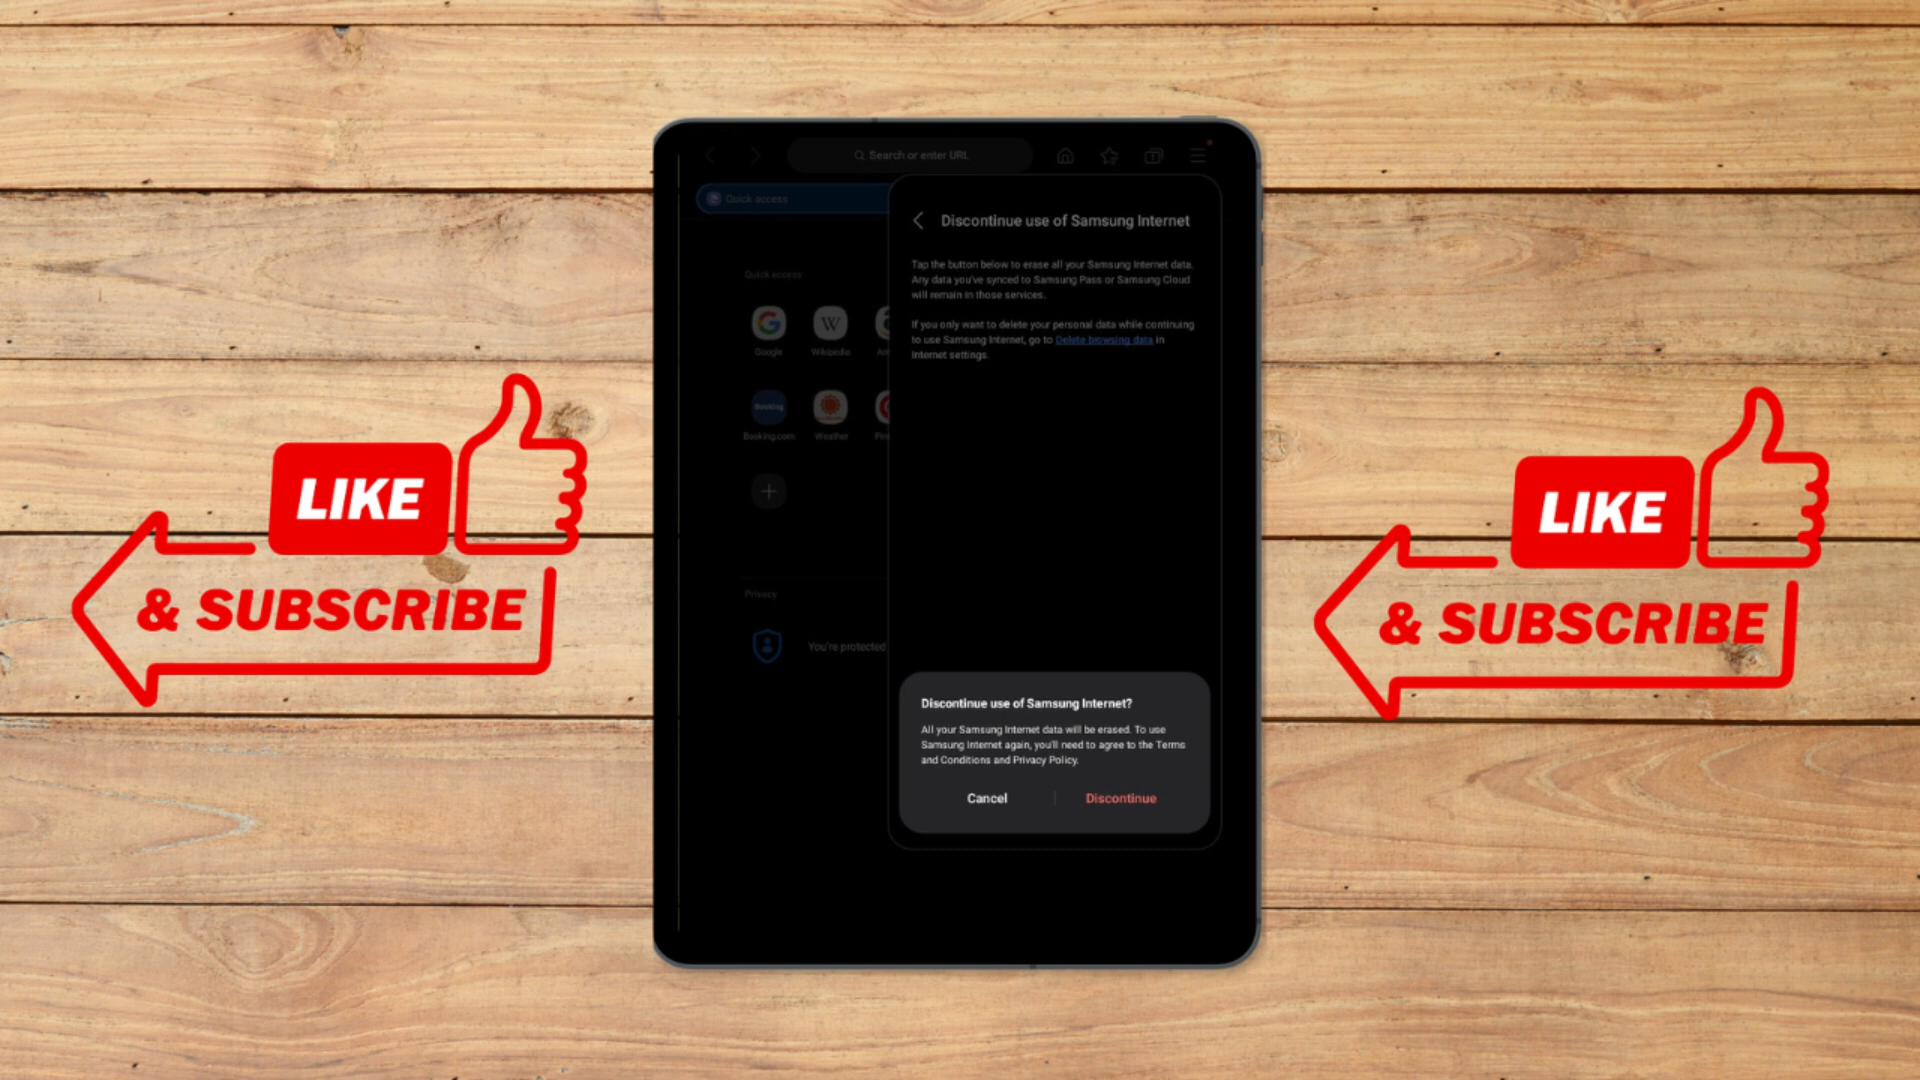 Search or enter URL
Quick access
Discontinue use of Samsung Internet
Tap the button below to erase all your Samsung Internet data.
Any data you've synced to Samsung Pass or Samsung Cloud
will remain in those services.
Quick access
If you only want to delete your personal data while continuing
to use Samsung Internet, go to Delete browsing data in
Internet settings.
W
Google
Wikipedia
Booking
Booking.com
Weather
LIKE
& SUBSCRIBE
LIKE
& SUBSCRIBE
Privacy
You're protected
Discontinue use of Samsung Internet?
All your Samsung Internet data will be erased. To use
Samsung Internet again, you'll need to agree to the Terms
and Conditions and Privacy Policy.
Cancel
Discontinue